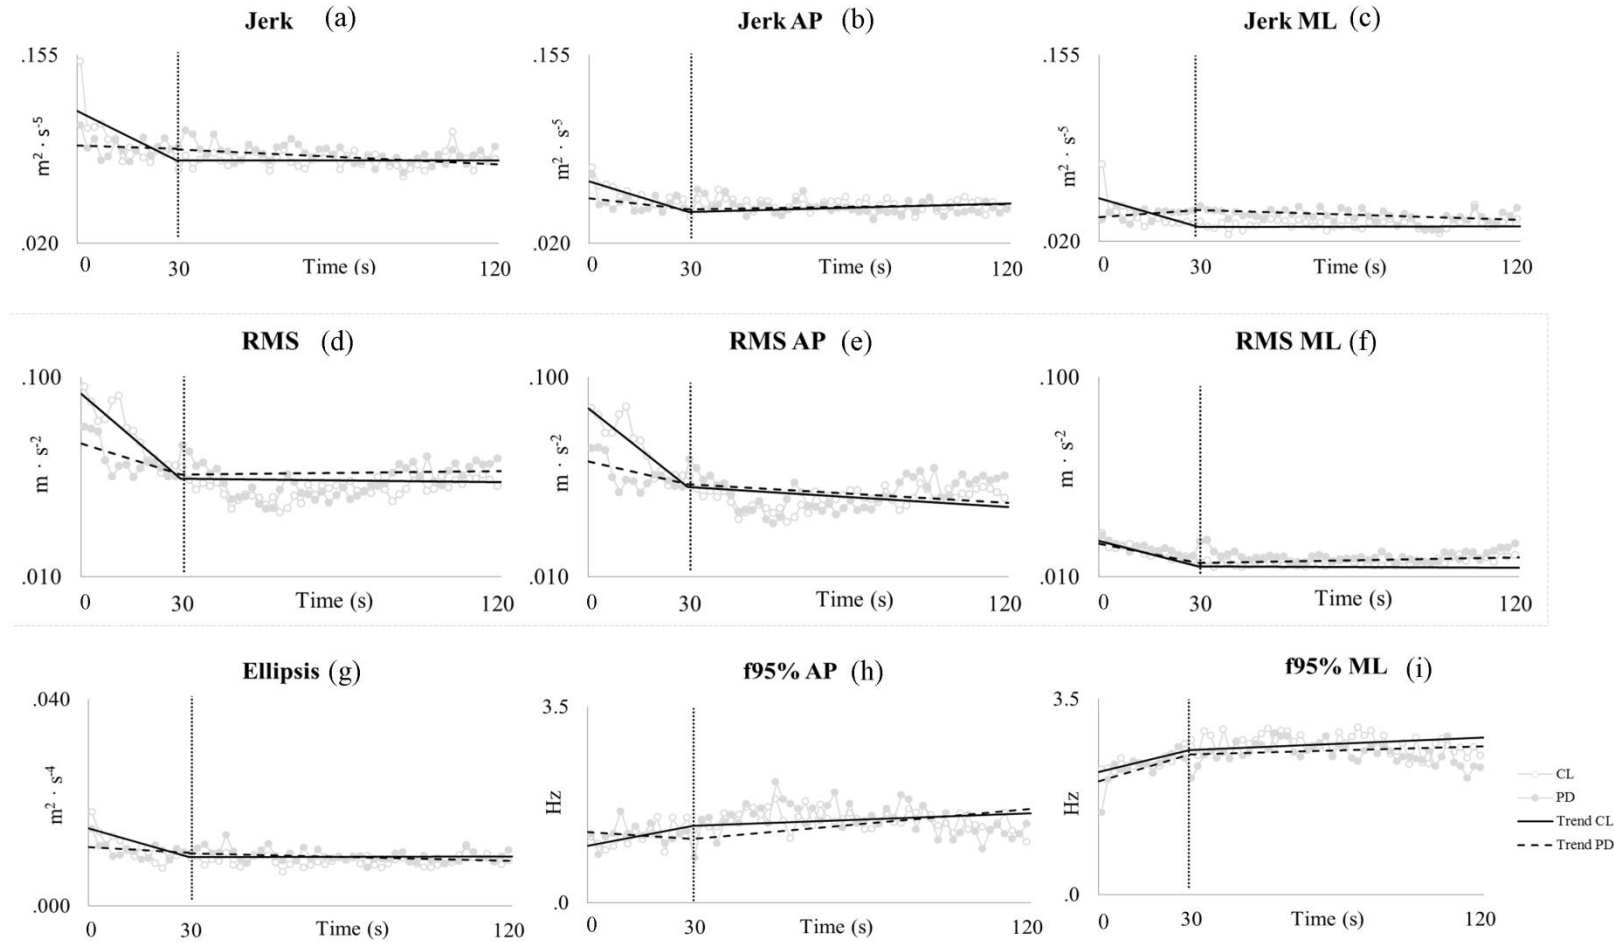 Jerk (a)
.155
m² · s⁻⁵
.020
0 30 Time (s) 120
Jerk AP (b)
.155
m² · s⁻⁵
.020
0 30 Time (s) 120
Jerk ML (c)
.155
m² · s⁻⁵
.020
0 30 Time (s) 120
RMS (d)
.100
m · s⁻²
.010
0 30 Time (s) 120
RMS AP (e)
.100
m · s⁻²
.010
0 30 Time (s) 120
RMS ML (f)
.100
m · s⁻²
.010
0 30 Time (s) 120
Ellipsis (g)
.040
m² · s⁻⁴
.000
0 30 Time (s) 120
f95% AP (h)
3.5
Hz
.0
0 30 Time (s) 120
f95% ML (i)
3.5
Hz
.0
0 30 Time (s) 120
CL
PD
Trend CL
Trend PD